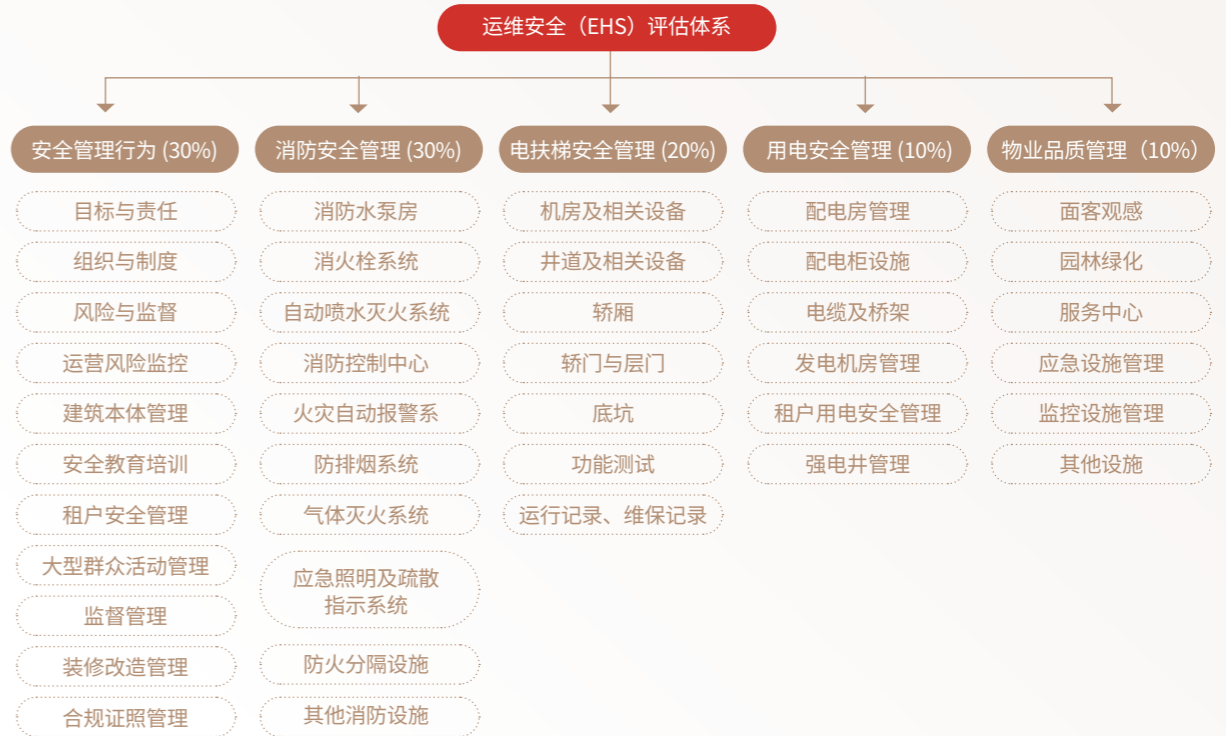 运维安全（EHS）评估体系
安全管理行为 (30%)
目标与责任
组织与制度
风险与监督
运营风险监控
建筑本体管理
安全教育培训
租户安全管理
大型群众活动管理
监督管理
装修改造管理
合规证照管理
消防安全管理 (30%)
消防水泵房
消火栓系统
自动喷水灭火系统
消防控制中心
火灾自动报警系
防排烟系统
气体灭火系统
应急照明及疏散
指示系统
防火分隔设施
其他消防设施
电扶梯安全管理 (20%)
机房及相关设备
井道及相关设备
轿厢
轿门与层门
底坑
功能测试
运行记录、维保记录
用电安全管理 (10%)
配电房管理
配电柜设施
电缆及桥架
发电机房管理
租户用电安全管理
强电井管理
物业品质管理（10%）
面客观感
园林绿化
服务中心
应急设施管理
监控设施管理
其他设施